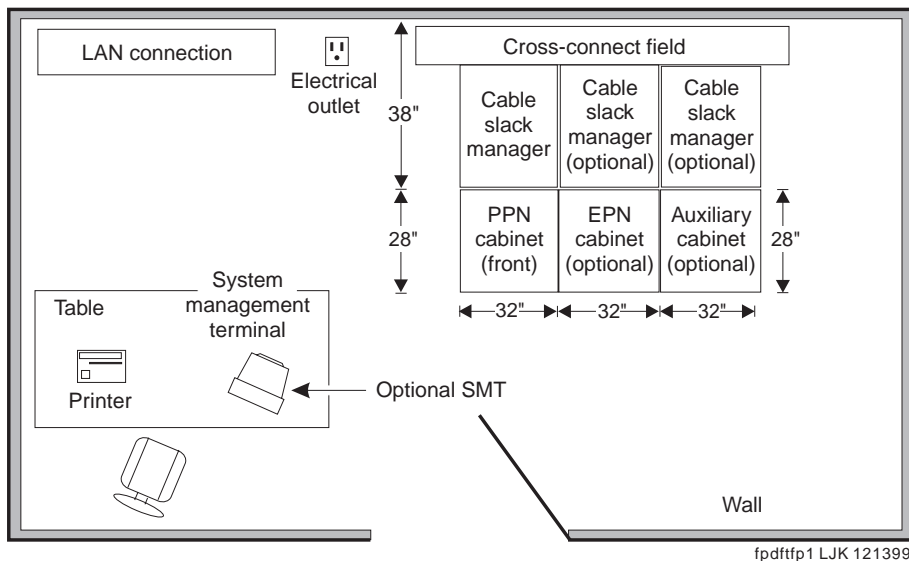 LAN connection
Electrical
outlet
38"
Cross-connect field
Cable
slack
manager
Cable
slack
manager
(optional)
Cable
slack
manager
(optional)
28"
PPN
cabinet
(front)
EPN
cabinet
(optional)
Auxiliary
cabinet
(optional)
28"
32"
32"
32"
Table
System
management
terminal
Printer
Optional SMT
Wall
fpdftfp1 LJK 121399